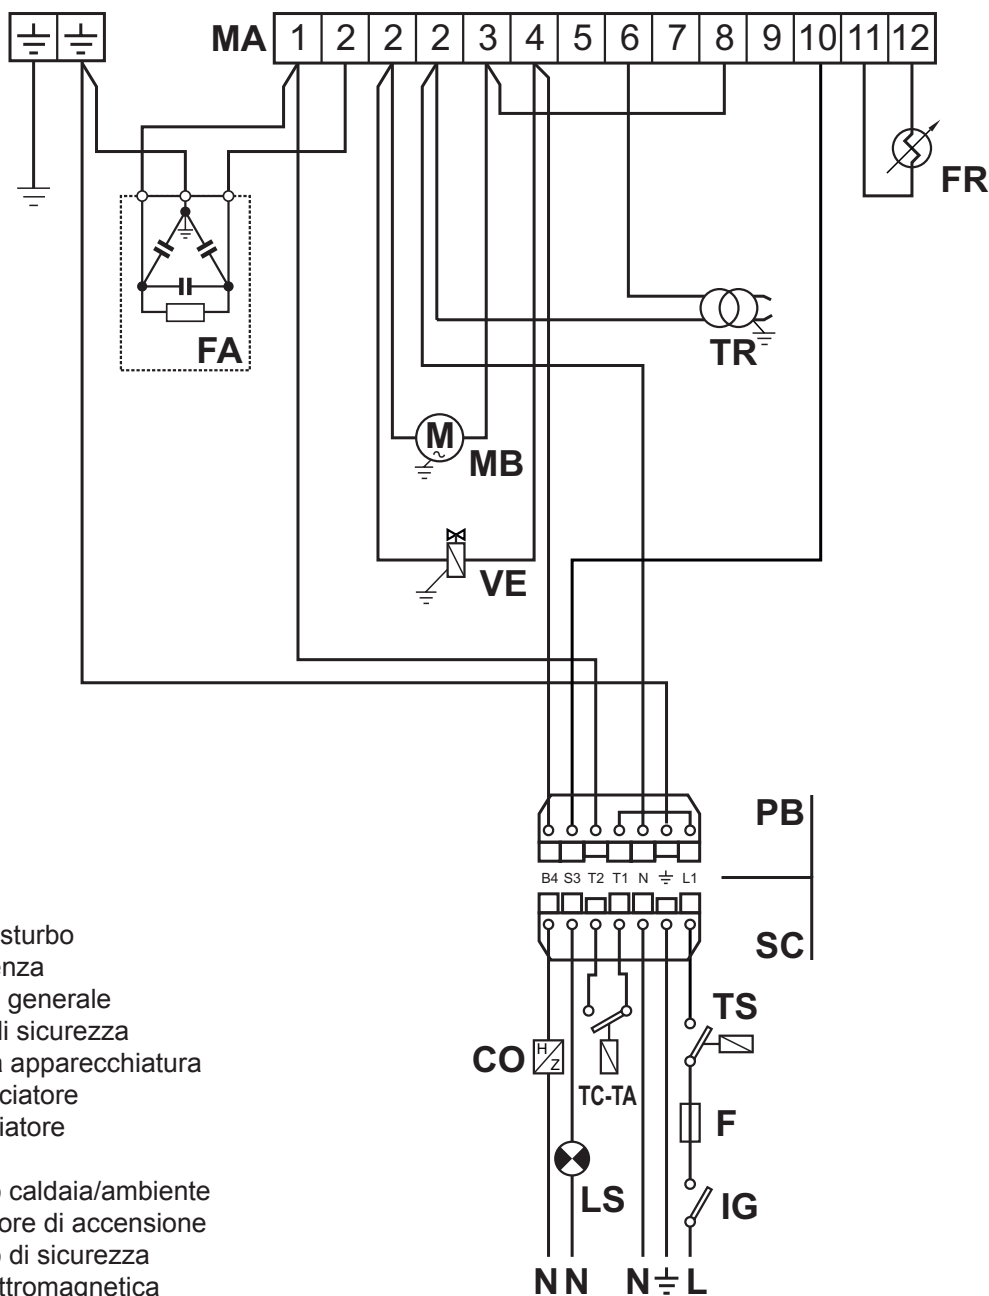 MA 1 2 2 2 3 4 5 6 7 8 9 10 11 12
FR
FA
TR
M
MB
VE
PB
B4 S3 T2 T1 N L1
SC
sturbo
enza
generale
di sicurezza
apparecchiatura
ciatore
iatore
caldaia/ambiente
ore di accensione
di sicurezza
ttromagnetica
TS
CO
H
Z
TC-TA
F
LS
IG
N N N L